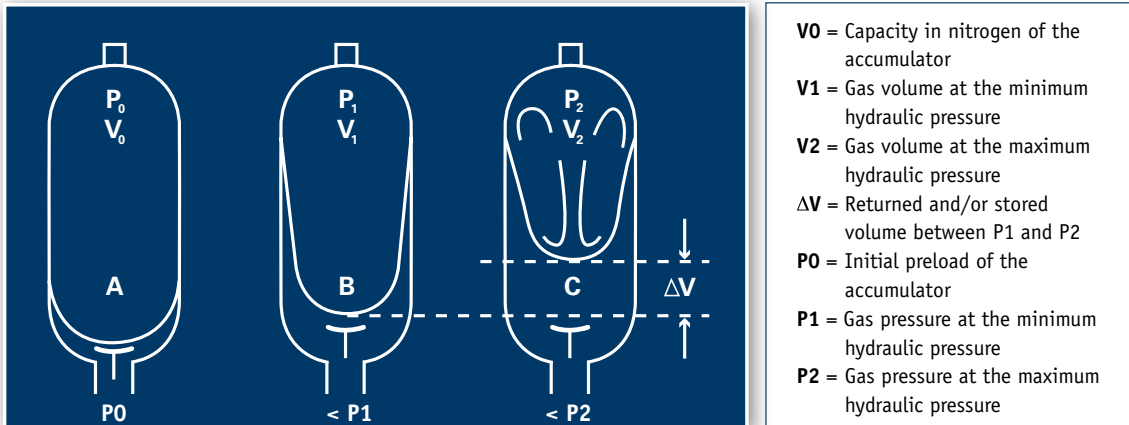 P₀ P₁ P₂
V₀ V₁ V₂
A B C ΔV
P0 < P1 < P2
V0 = Capacity in nitrogen of the
accumulator
V1 = Gas volume at the minimum
hydraulic pressure
V2 = Gas volume at the maximum
hydraulic pressure
ΔV = Returned and/or stored
volume between P1 and P2
P0 = Initial preload of the
accumulator
P1 = Gas pressure at the minimum
hydraulic pressure
P2 = Gas pressure at the maximum
hydraulic pressure